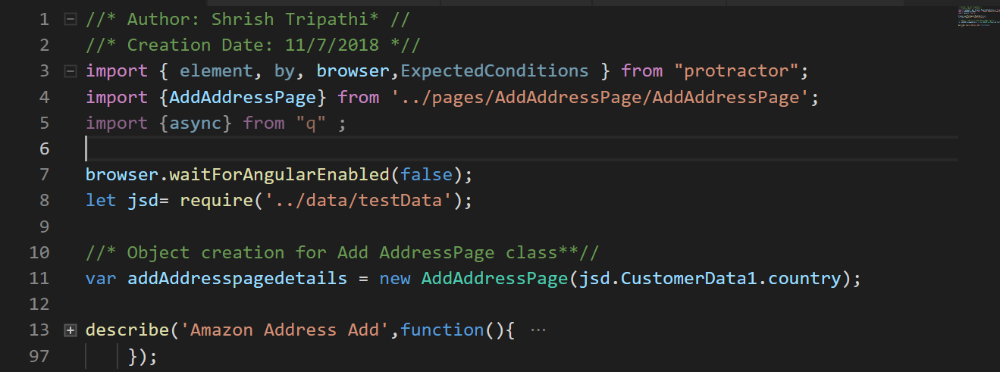 1 //* Author: Shrish Tripathi* //
2 //* Creation Date: 11/7/2018 *//
3 import { element, by, browser,ExpectedConditions } from "protractor";
4 import {AddAddressPage} from '../pages/AddAddressPage/AddAddressPage';
5 import {async} from "q" ;
6
7 browser.waitForAngularEnabled(false);
8 let jsd= require('../data/testData');
9
10 //* Object creation for Add AddressPage class**//
11 var addAddresspagedetails = new AddAddressPage(jsd.CustomerData1.country);
12
13 describe('Amazon Address Add',function(){ ···
97 });